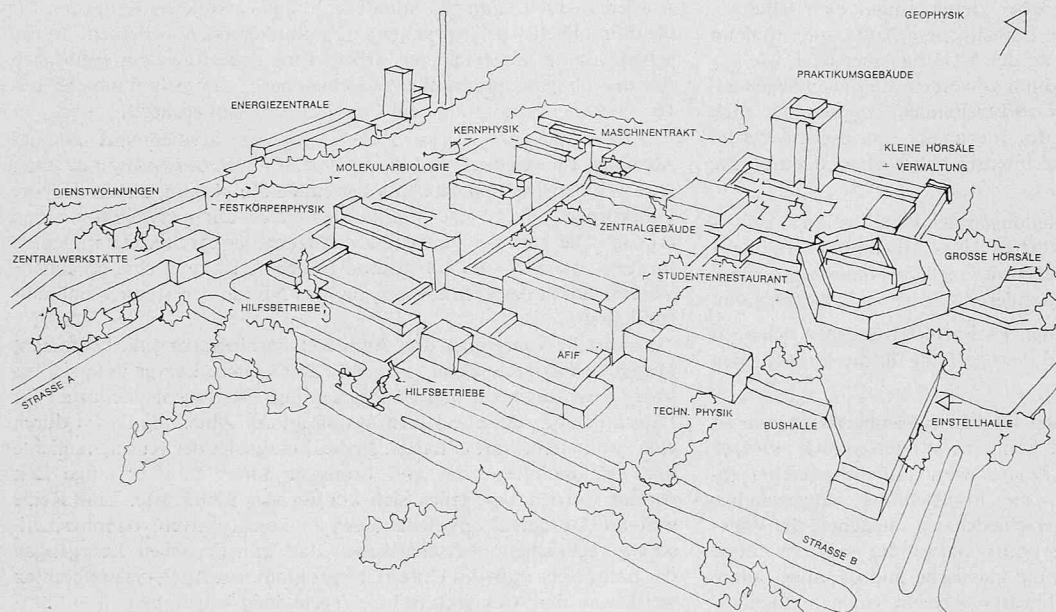 GEOPHYSIK
PRAKTIKUMSGEBÄUDE
ENERGIEZENTRALE
KERNPHYSIK
MASCHINENTRAKT
KLEINE HÖRSÄLE
+ VERWALTUNG
MOLEKULARBIOLOGIE
DIENSTWOHNUNGEN
FESTKÖRPERPHYSIK
ZENTRALGEBÄUDE
ZENTRALWERKSTÄTTE
GROSSE HÖRSÄLE
STUDENTENRESTAURANT
HILFSBETRIEBE
AFIF
STRASSE A
HILFSBETRIEBE
TECHN. PHYSIK
BUSHALLE
EINSTELLHALLE
STRASSE B